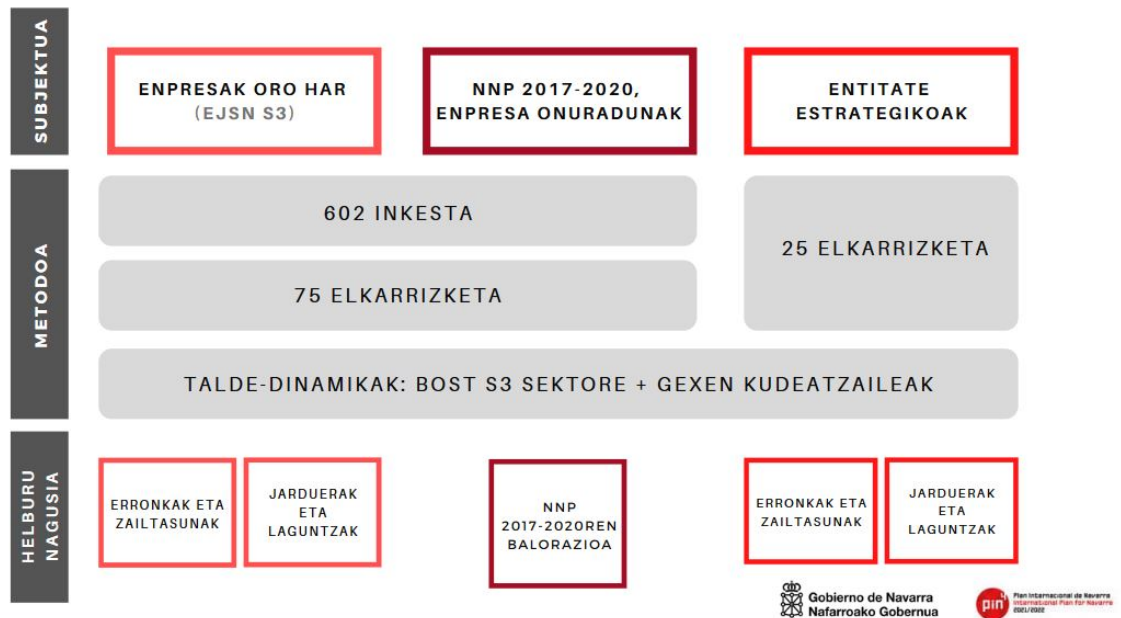 SUBJEKTUA
ENPRESAK ORO HAR
(EJSN S3)
NNP 2017-2020,
ENPRESA ONURADUNAK
ENTITATE
ESTRATEGIKOAK
METODOA
602 INKESTA
75 ELKARRIZKETA
25 ELKARRIZKETA
TALDE-DINAMIKAK: BOST S3 SEKTORE + GEXEN KUDEATZAILEAK
HELBURU
NAGUSIA
ERRONKAK ETA
ZAILTASUNAK
JARDUERAK
ETA
LAGUNTZAK
NNP
2017-2020REN
BALORAZIOA
ERRONKAK ETA
ZAILTASUNAK
JARDUERAK
ETA
LAGUNTZAK
Gobierno de Navarra
Nafarroako Gobernua
pin
Plan Internacional de Navarra
International Plan for Navarre
2021/2022